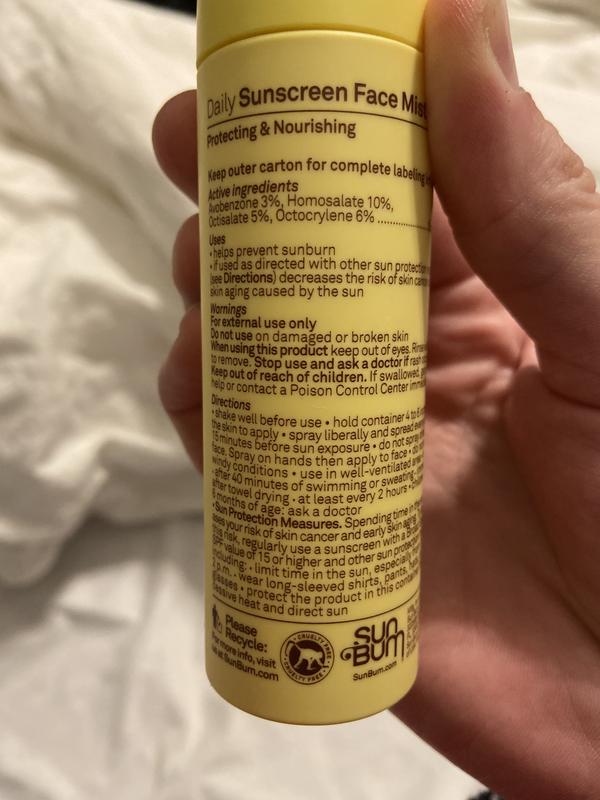 Daily Sunscreen Face Mist
Protecting & Nourishing
Keep outer carton for complete labeling
Active ingredients
Avobenzone 3%, Homosalate 10%,
Octisalate 5%, Octocrylene 6% ..............
Uses
• helps prevent sunburn
• if used as directed with other sun protection
(see Directions) decreases the risk of skin
skin aging caused by the sun
Warnings
For external use only
Do not use on damaged or broken skin
When using this product keep out of eyes.
to remove. Stop use and ask a doctor if rash
Keep out of reach of children. If swallowed,
help or contact a Poison Control Center
Directions
• shake well before use • hold container 4 to 6
the skin to apply • spray liberally and spread
15 minutes before sun exposure • do not spray
face. Spray on hands then apply to face •
windy conditions • use in well-ventilated
• after 40 minutes of swimming or sweating
after towel drying • at least every 2 hours •
6 months of age: ask a doctor
• Sun Protection Measures. Spending time in
your risk of skin cancer and early skin aging
this risk, regularly use a sunscreen with a
SPF value of 15 or higher and other sun
including: • limit time in the sun,
2 p.m. • wear long-sleeved shirts, pants,
• protect the product in this
heat and direct sun
Please
Recycle:
For more info, visit
us at SunBum.com
CRUELTY FREE • CRUELTY FREE •
SUN
BUM
SunBum.com